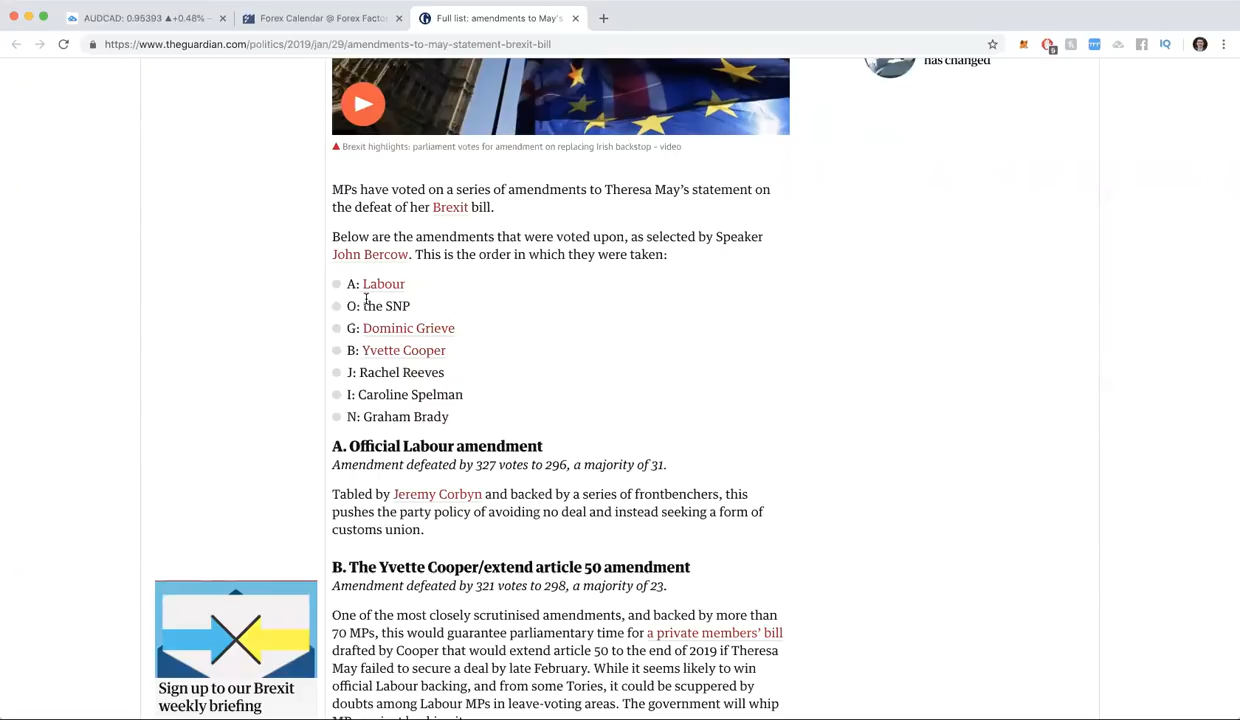 AUDCAD: 0.95393 ▲+0.48%
Forex Calendar @ Forex Facto
Full list: amendments to May's
https://www.theguardian.com/politics/2019/jan/29/amendments-to-may-statement-brexit-bill
9
IQ
has changed
Brexit highlights: parliament votes for amendment on replacing Irish backstop – video
MPs have voted on a series of amendments to Theresa May's statement on
the defeat of her Brexit bill.
Below are the amendments that were voted upon, as selected by Speaker
John Bercow. This is the order in which they were taken:
A: Labour
O: the SNP
G: Dominic Grieve
B: Yvette Cooper
J: Rachel Reeves
I: Caroline Spelman
N: Graham Brady
A. Official Labour amendment
Amendment defeated by 327 votes to 296, a majority of 31.
Tabled by Jeremy Corbyn and backed by a series of frontbenchers, this
pushes the party policy of avoiding no deal and instead seeking a form of
customs union.
B. The Yvette Cooper/extend article 50 amendment
Amendment defeated by 321 votes to 298, a majority of 23.
One of the most closely scrutinised amendments, and backed by more than
70 MPs, this would guarantee parliamentary time for a private members' bill
drafted by Cooper that would extend article 50 to the end of 2019 if Theresa
May failed to secure a deal by late February. While it seems likely to win
official Labour backing, and from some Tories, it could be scuppered by
doubts among Labour MPs in leave-voting areas. The government will whip
Sign up to our Brexit
weekly briefing